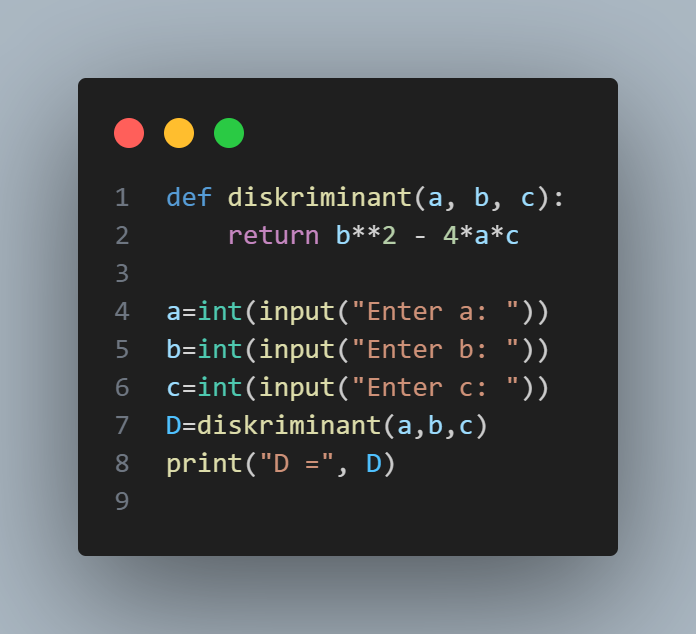 1 def diskriminant(a, b, c):
2     return b**2 - 4*a*c
3
4 a=int(input("Enter a: "))
5 b=int(input("Enter b: "))
6 c=int(input("Enter c: "))
7 D=diskriminant(a,b,c)
8 print("D =", D)
9